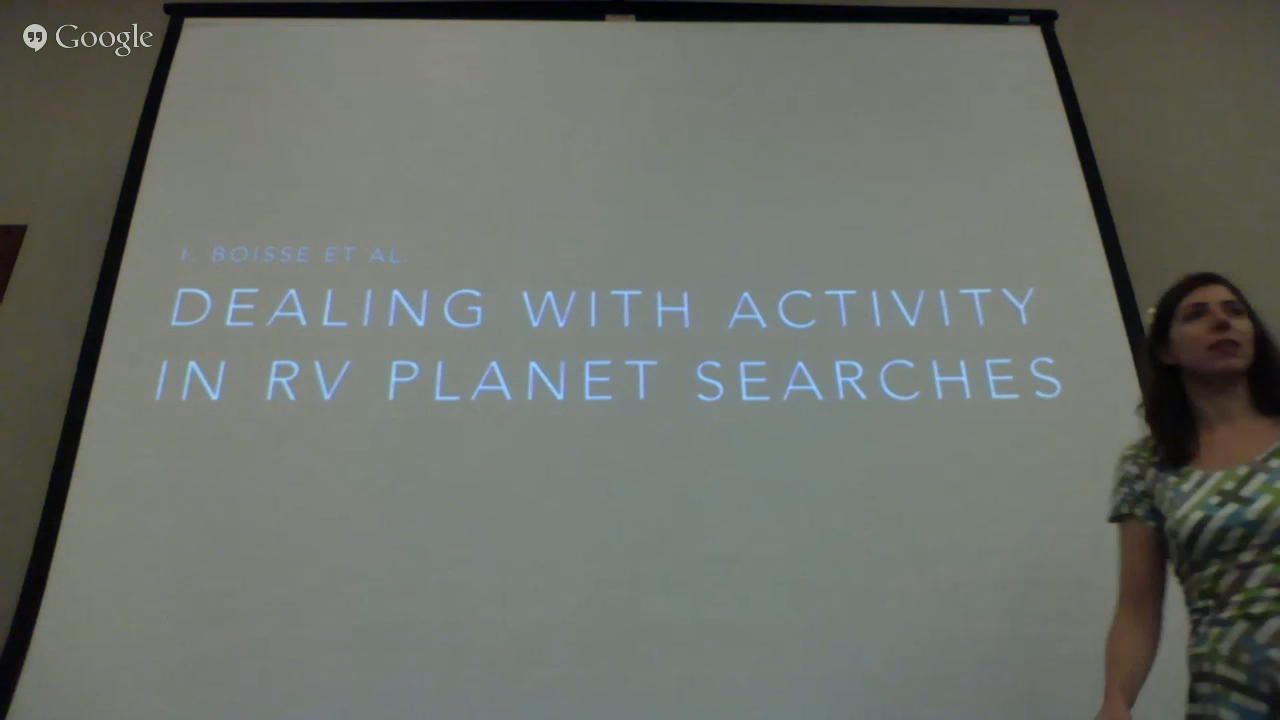 Google
I. BOISSE ET AL.
DEALING WITH ACTIVITY
IN RV PLANET SEARCHES